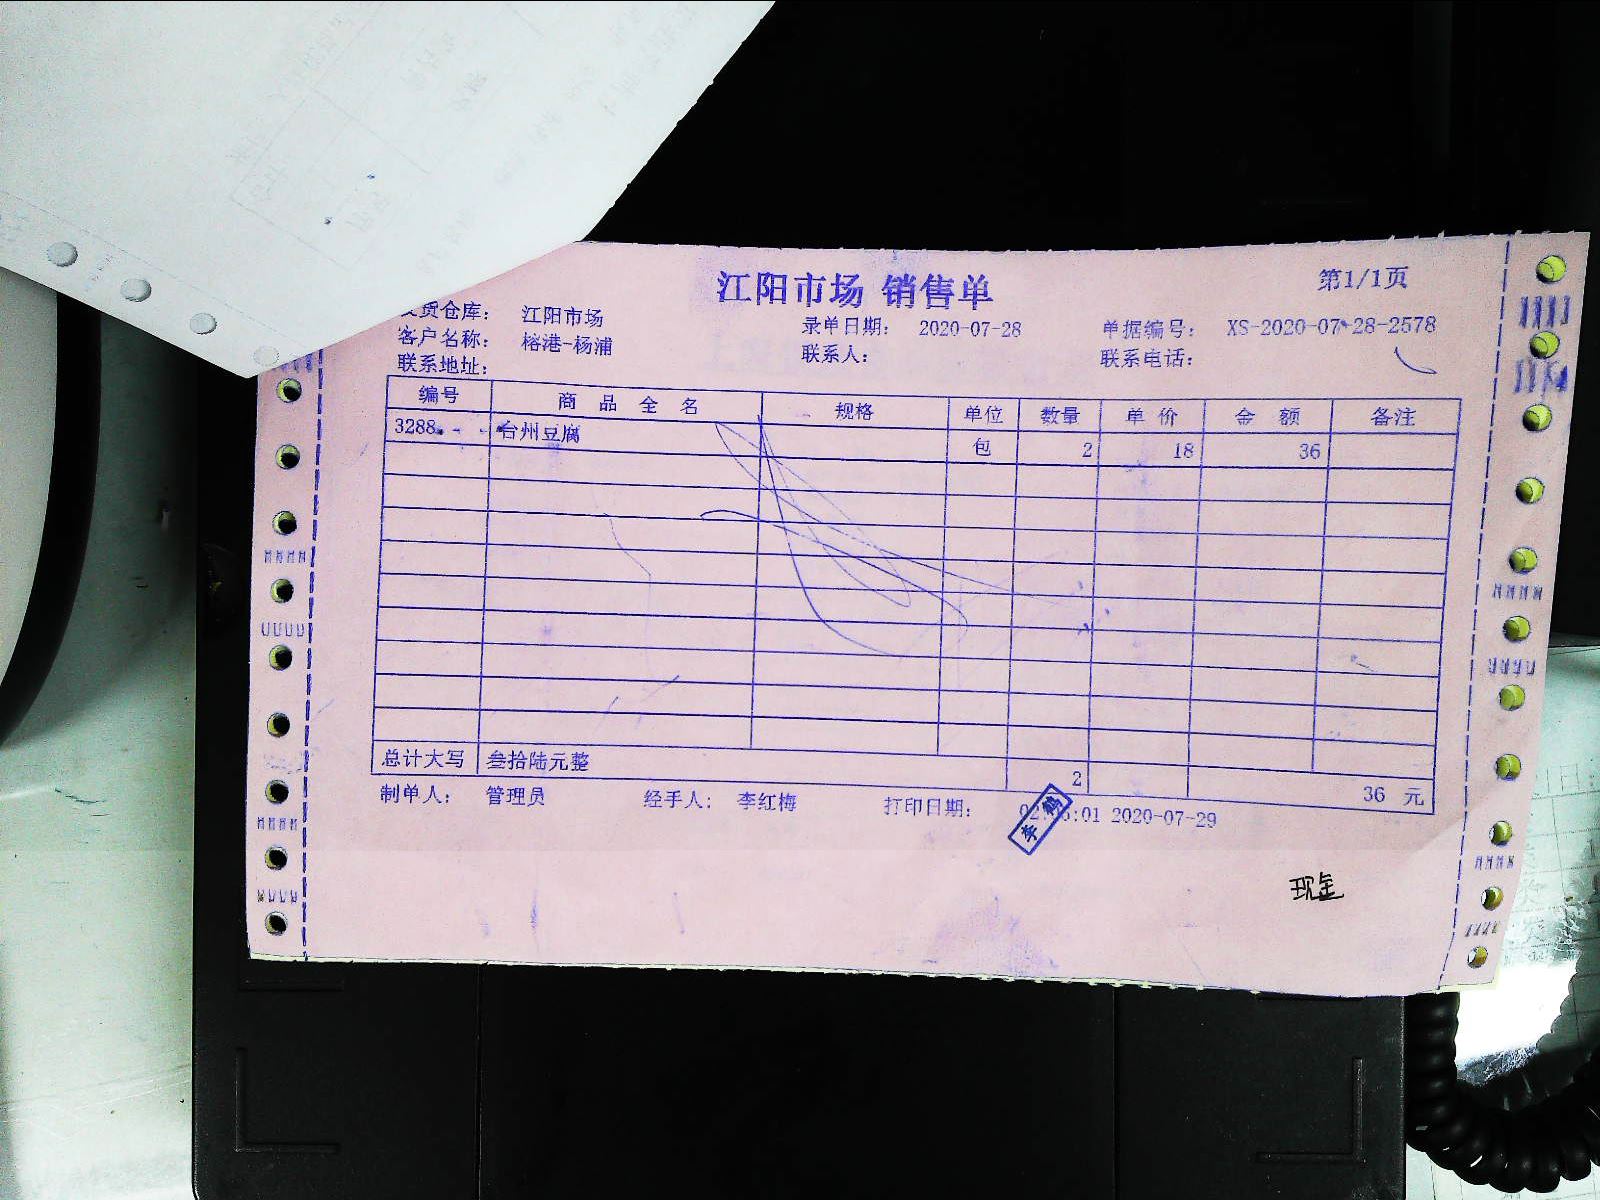 江阳市场 销售单
第1/1页
货仓库： 江阳市场
录单日期： 2020-07-28
单据编号： XS-2020-07-28-2578
客户名称： 榕港-杨浦
联系人：
联系电话：
联系地址：
编号 商品全名 规格 单位 数量 单价 金额 备注
3288 台州豆腐 包 2 18 36
总计大写 叁拾陆元整 2 36 元
制单人： 管理员 经手人： 李红梅 打印日期： :01 2020-07-29
李鹤
现金